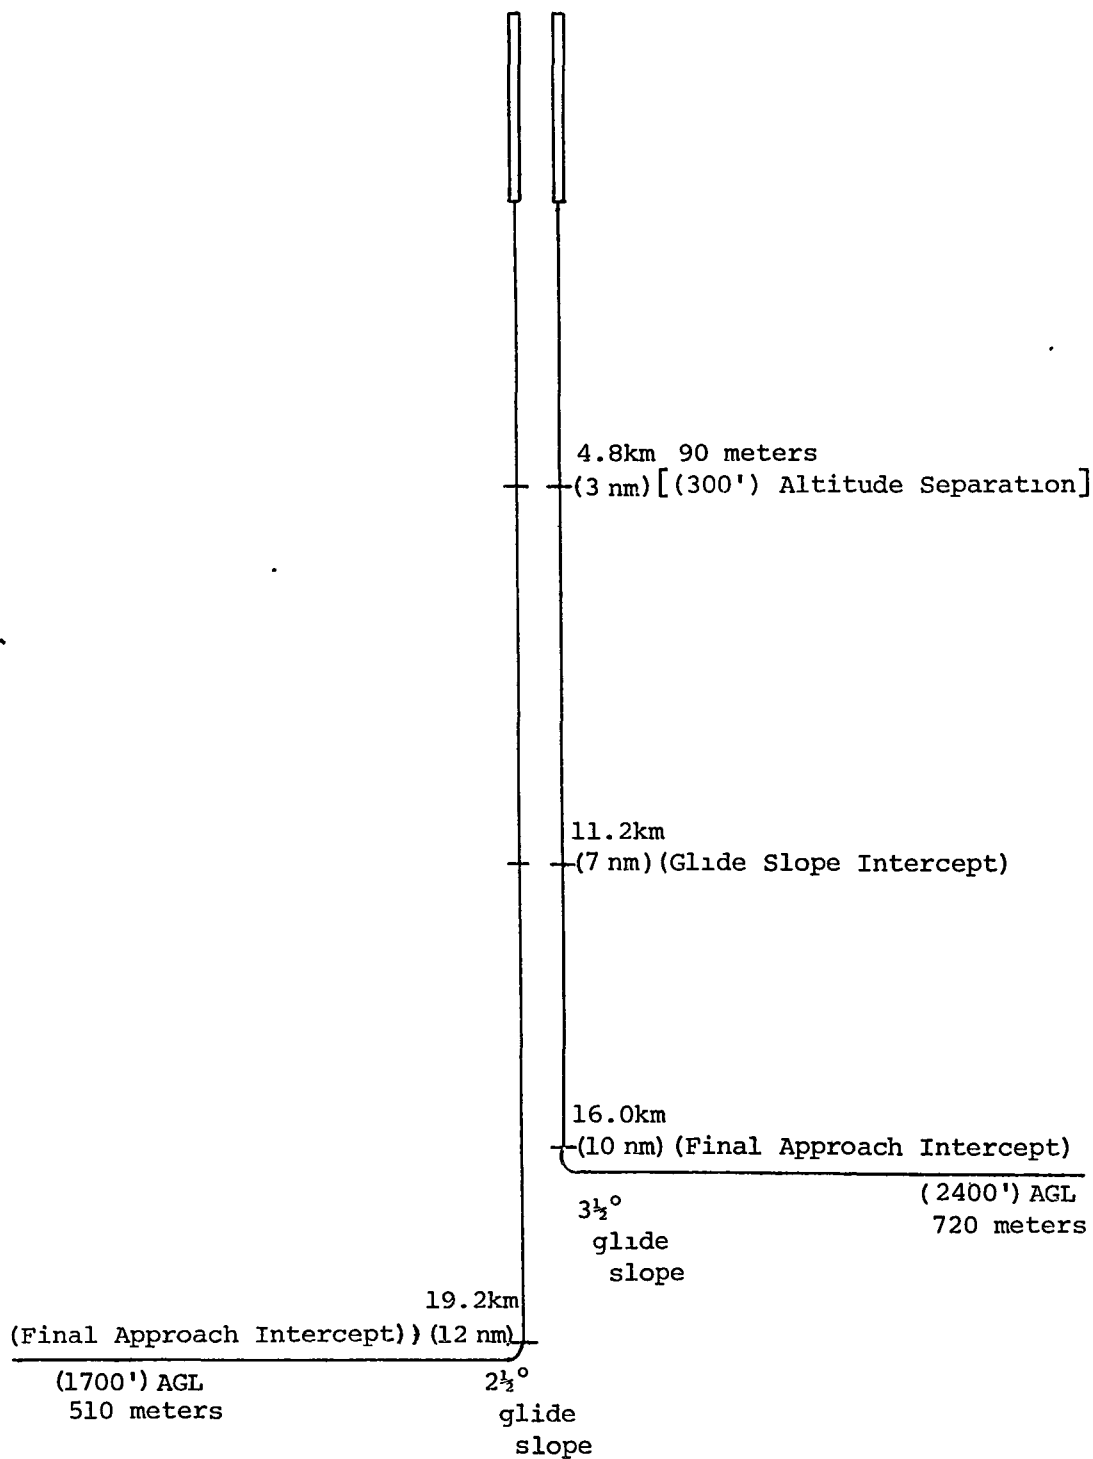 4.8km 90 meters
(3 nm) [(300') Altitude Separation]
11.2km
(7 nm) (Glide Slope Intercept)
16.0km
(10 nm) (Final Approach Intercept)
(2400') AGL
720 meters
3½°
glide
slope
19.2km
(Final Approach Intercept)) (12 nm)
(1700') AGL
510 meters
2½°
glide
slope